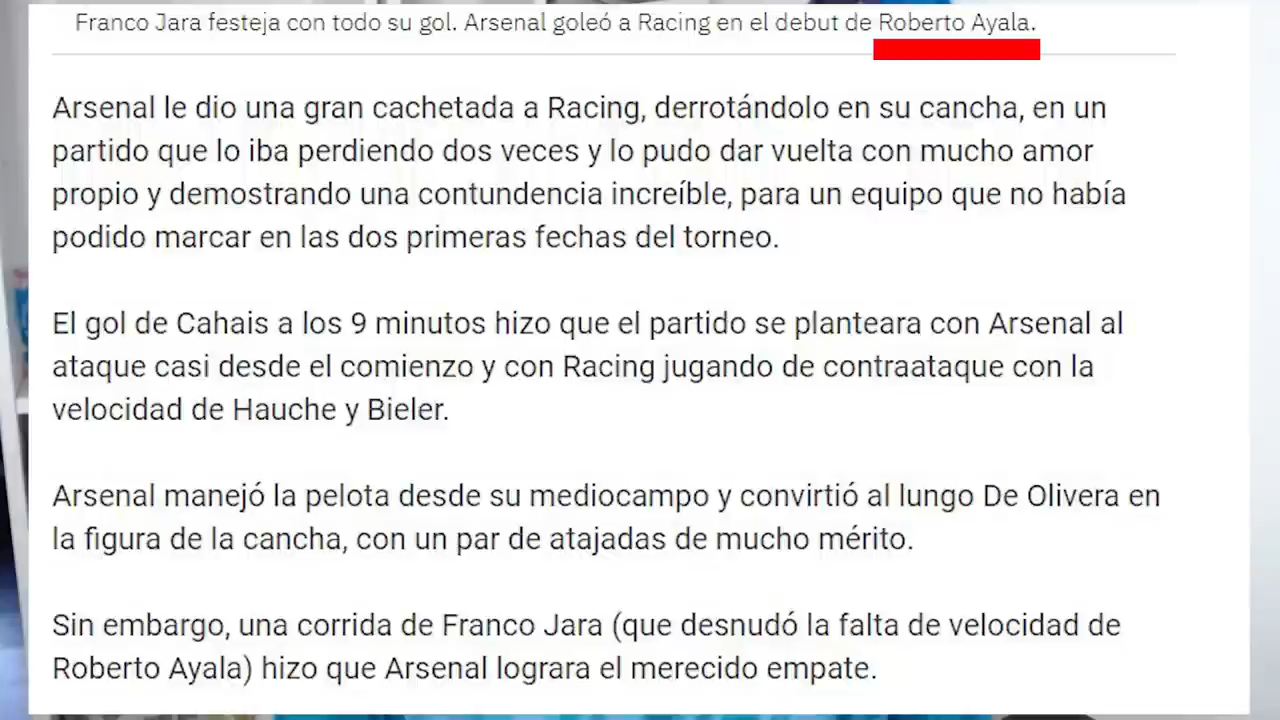 Franco Jara festeja con todo su gol. Arsenal goleó a Racing en el debut de Roberto Ayala.
Arsenal le dio una gran cachetada a Racing, derrotándolo en su cancha, en un
partido que lo iba perdiendo dos veces y lo pudo dar vuelta con mucho amor
propio y demostrando una contundencia increíble, para un equipo que no había
podido marcar en las dos primeras fechas del torneo.
El gol de Cahais a los 9 minutos hizo que el partido se planteara con Arsenal al
ataque casi desde el comienzo y con Racing jugando de contraataque con la
velocidad de Hauche y Bieler.
Arsenal manejó la pelota desde su mediocampo y convirtió al lungo De Olivera en
la figura de la cancha, con un par de atajadas de mucho mérito.
Sin embargo, una corrida de Franco Jara (que desnudó la falta de velocidad de
Roberto Ayala) hizo que Arsenal lograra el merecido empate.